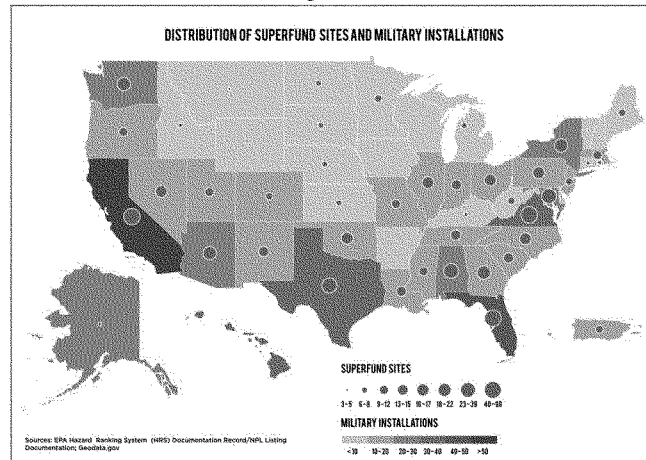 DISTRIBUTION OF SUPERFUND SITES AND MILITARY INSTALLATIONS
SUPERFUND SITES
3-5 6-8 9-12 13-15 16-17 18-22 23-39 40-98
MILITARY INSTALLATIONS
<10 10-20 20-30 30-40 40-50 >50
Sources: EPA Hazard Ranking System (HRS) Documentation Record/NPL Listing
Documentation; Geodata.gov